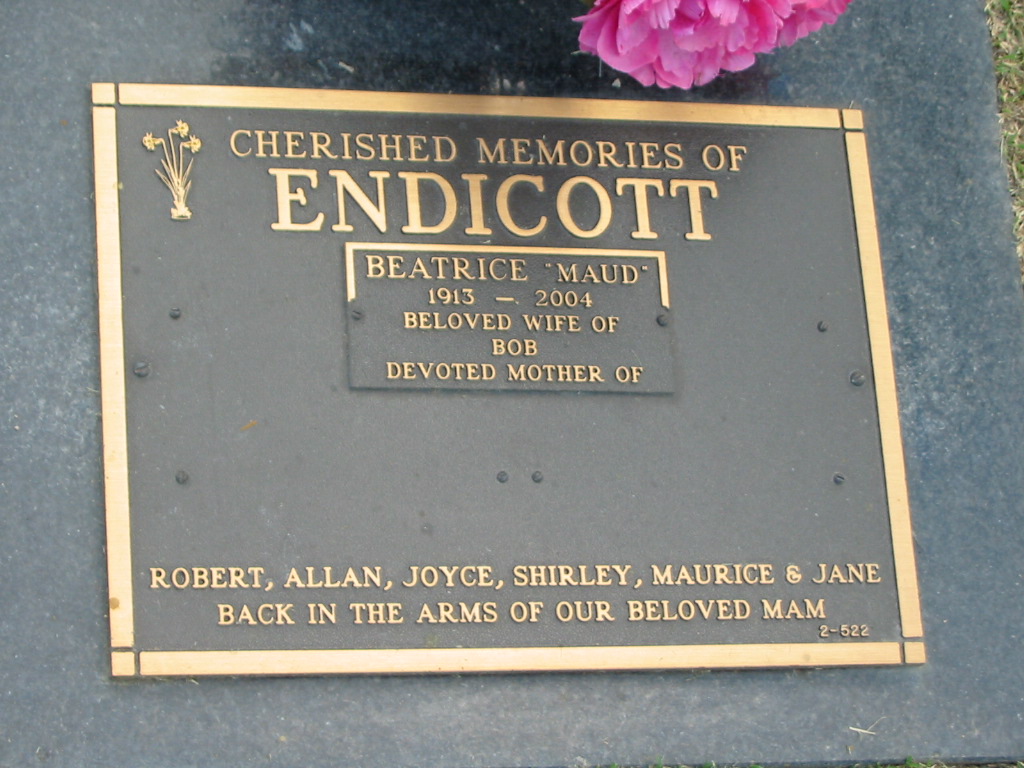 CHERISHED MEMORIES OF
ENDICOTT
BEATRICE "MAUD"
1913 - 2004
BELOVED WIFE OF
BOB
DEVOTED MOTHER OF
ROBERT, ALLAN, JOYCE, SHIRLEY, MAURICE & JANE
BACK IN THE ARMS OF OUR BELOVED MAM
2-522